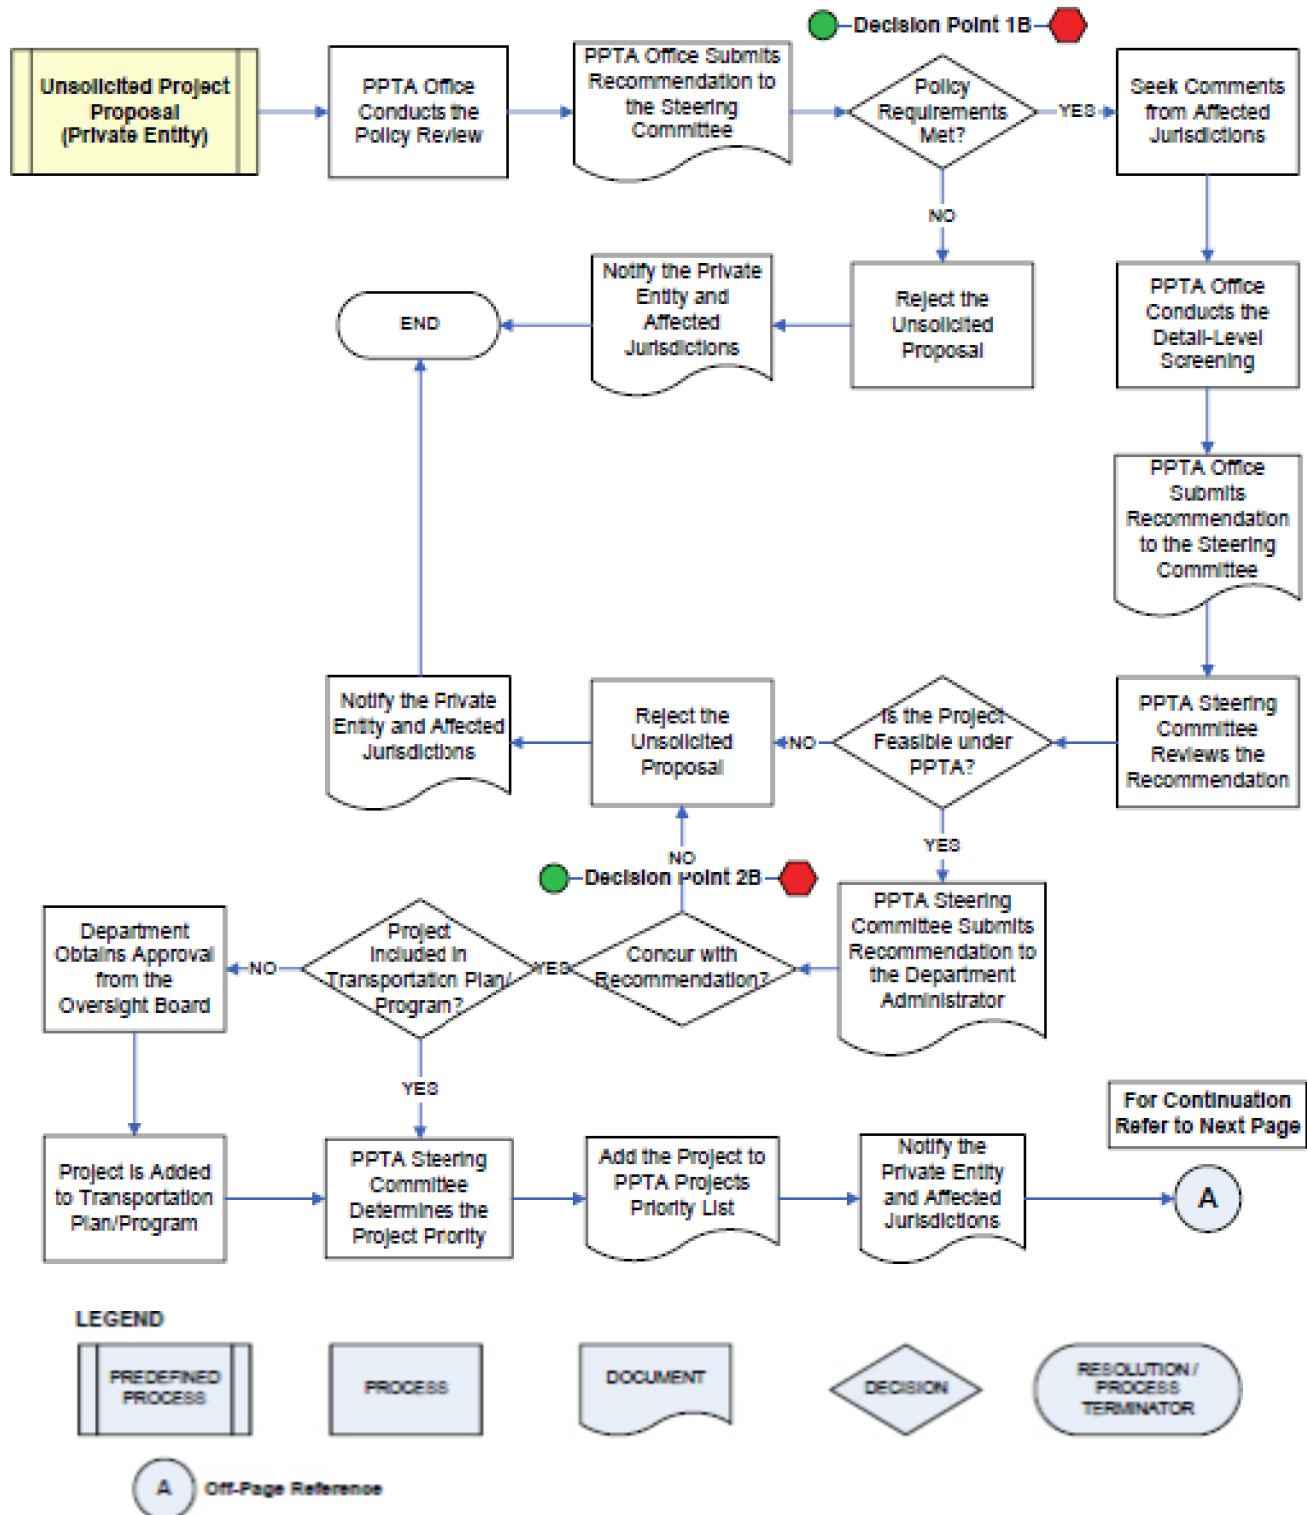 Decision Point 1B
Unsolicited Project
Proposal
(Private Entity)
PPTA Office
Conducts the
Policy Review
PPTA Office Submits
Recommendation to
the Steering
Committee
Policy
Requirements
Met?
YES
Seek Comments
from Affected
Jurisdictions
NO
END
Notify the Private
Entity and
Affected
Jurisdictions
Reject the
Unsolicited
Proposal
PPTA Office
Conducts the
Detail-Level
Screening
PPTA Office
Submits
Recommendation
to the Steering
Committee
Notify the Private
Entity and Affected
Jurisdictions
Reject the
Unsolicited
Proposal
NO
Is the Project
Feasible under
PPTA?
PPTA Steering
Committee
Reviews the
Recommendation
YES
NO
Decision Point 2B
Department
Obtains Approval
from the
Oversight Board
NO
Project
Included in
Transportation Plan/
Program?
YES
Concur with
Recommendation?
PPTA Steering
Committee Submits
Recommendation to
the Department
Administrator
YES
For Continuation
Refer to Next Page
Project is Added
to Transportation
Plan/Program
PPTA Steering
Committee
Determines the
Project Priority
Add the Project to
PPTA Projects
Priority List
Notify the
Private Entity
and Affected
Jurisdictions
A
LEGEND
PREDEFINED
PROCESS
PROCESS
DOCUMENT
DECISION
RESOLUTION /
PROCESS
TERMINATOR
A
Off-Page Reference